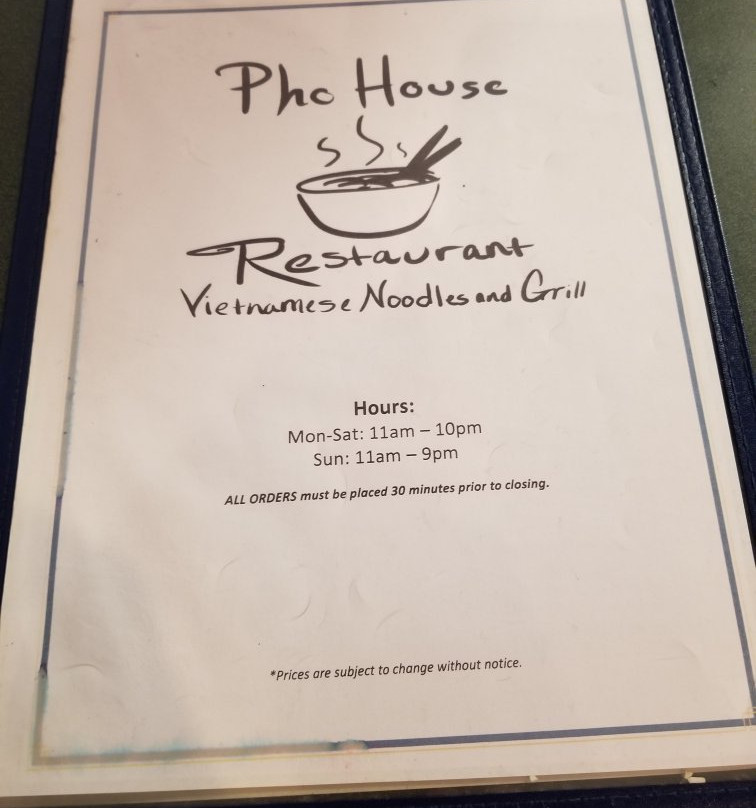 Pho House
Restaurant
Vietnamese Noodles and Grill
Hours:
Mon-Sat: 11am – 10pm
Sun: 11am – 9pm
ALL ORDERS must be placed 30 minutes prior to closing.
*Prices are subject to change without notice.